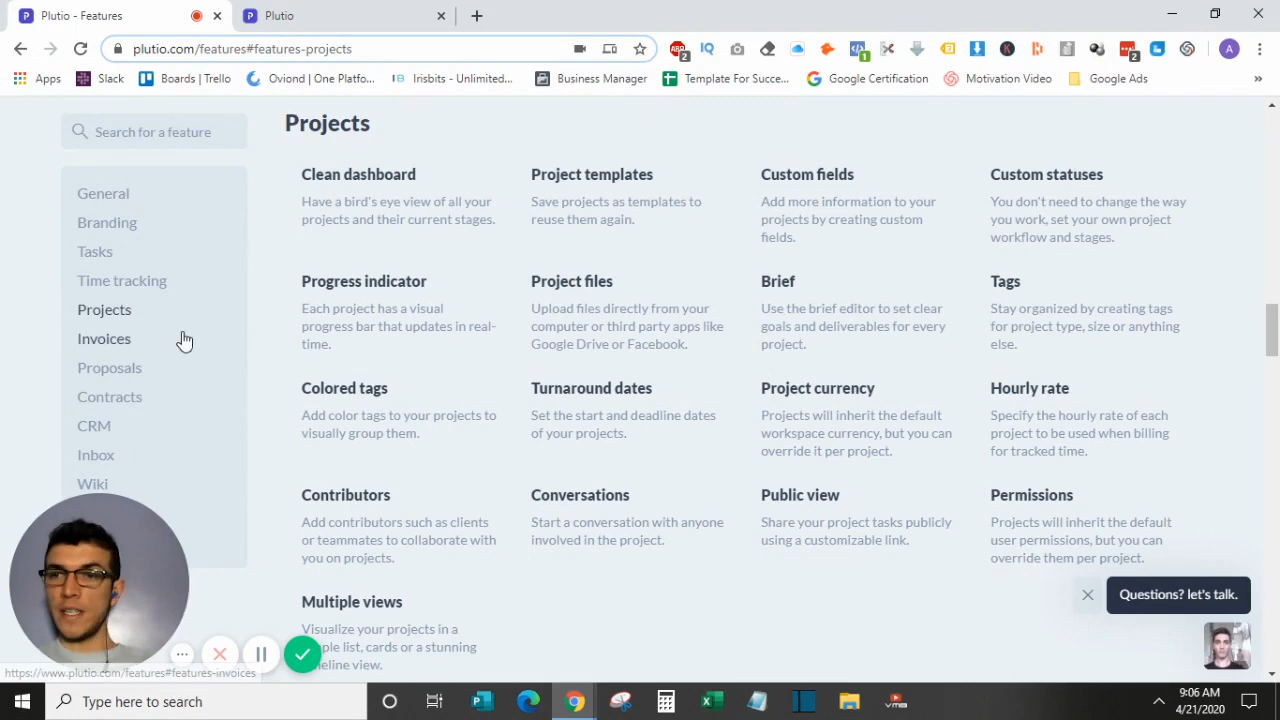 Plutio - Features
Plutio
plutio.com/features#features-projects
2
1
2
A
Apps
Slack
Boards | Trello
Oviond | One Platfo...
Irisbits - Unlimited...
Business Manager
Template For Succe...
Google Certification
Motivation Video
Google Ads
»
Search for a feature
General
Branding
Tasks
Time tracking
Projects
Invoices
Proposals
Contracts
CRM
Inbox
Wiki
Projects
Clean dashboard
Have a bird's eye view of all your
projects and their current stages.
Project templates
Save projects as templates to
reuse them again.
Custom fields
Add more information to your
projects by creating custom
fields.
Custom statuses
You don't need to change the way
you work, set your own project
workflow and stages.
Progress indicator
Each project has a visual
progress bar that updates in real-
time.
Project files
Upload files directly from your
computer or third party apps like
Google Drive or Facebook.
Brief
Use the brief editor to set clear
goals and deliverables for every
project.
Tags
Stay organized by creating tags
for project type, size or anything
else.
Colored tags
Add color tags to your projects to
visually group them.
Turnaround dates
Set the start and deadline dates
of your projects.
Project currency
Projects will inherit the default
workspace currency, but you can
override it per project.
Hourly rate
Specify the hourly rate of each
project to be used when billing
for tracked time.
Contributors
Add contributors such as clients
or teammates to collaborate with
you on projects.
Conversations
Start a conversation with anyone
involved in the project.
Public view
Share your project tasks publicly
using a customizable link.
Permissions
Projects will inherit the default
user permissions, but you can
override them per project.
Multiple views
Visualize your projects in a
ple list, cards or a stunning
eline view.
Questions? let's talk.
https://www.plutio.com/features#features-invoices
Type here to search
9:06 AM
4/21/2020